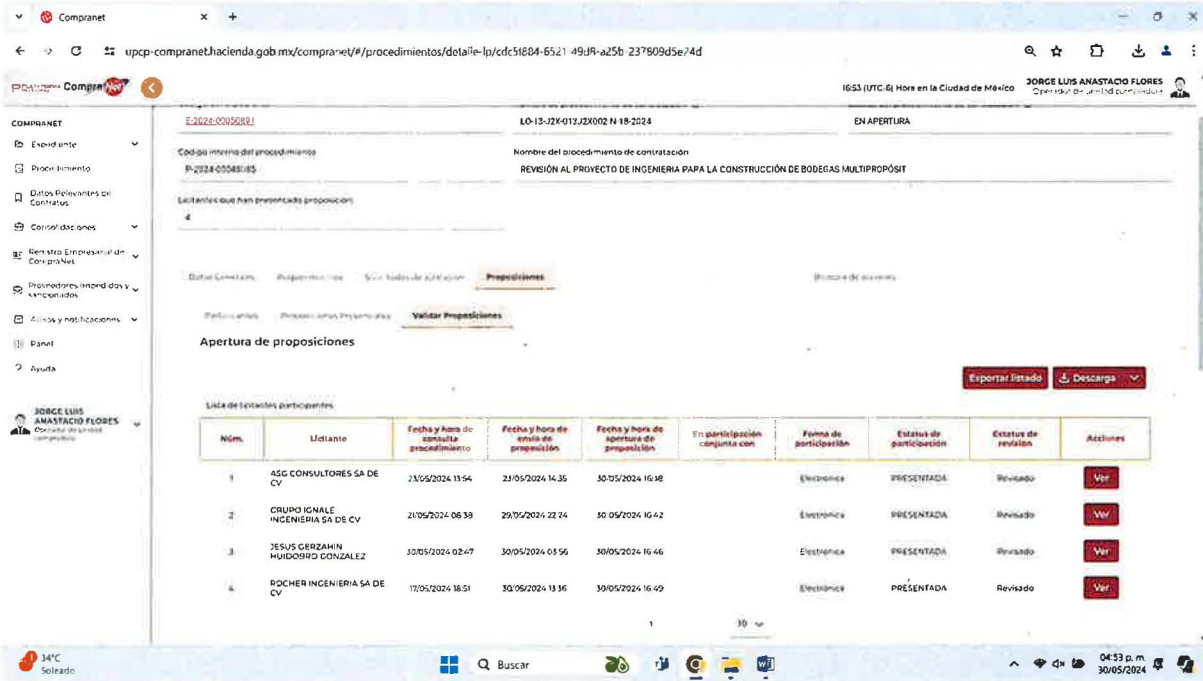 Compranet
upcp-compranet.hacienda.gob.mx/compranet/#/procedimientos/detalle-lp/cdc5f884-6521-49d8-a25b-237809d5e74d
CompraNet
16:53 (UTC-6) Hora en la Ciudad de México
JORGE LUIS ANASTACIO FLORES
Operador de unidad compradora
COMPRANET
Expediente
Procedimiento
Datos Relevantes de Contratos
Consolidaciones
Registro Empresarial de CompraNet
Proveedores Impedidos y sancionados
Avisos y notificaciones
Panel
Ayuda
JORGE LUIS ANASTACIO FLORES
E-2024-00050891
LO-13-J2X-013J2X002-N-18-2024
EN APERTURA
Código interno del procedimiento
Nombre del procedimiento de contratación
REVISIÓN AL PROYECTO DE INGENIERIA PAPA LA CONSTRUCCIÓN DE BODEGAS MULTIPROPÓSIT
Licitantes que han presentado proposición
4
Datos Generales
Requerimientos
Proposiciones
Participantes
Validar Proposiciones
Apertura de proposiciones
Exportar listado
Descarga
Lista de licitantes participantes
Núm. Licitante Fecha y hora de consulta procedimiento Fecha y hora de envío de proposición Fecha y hora de apertura de proposición En participación conjunta con Forma de participación Estatus de participación Estatus de revisión Acciones
1 ASG CONSULTORES SA DE CV 23/05/2024 13:54 23/05/2024 14:35 30/05/2024 16:38 Electrónica PRESENTADA Revisado Ver
2 GRUPO IGNALE INGENIERIA SA DE CV 21/05/2024 08:38 29/05/2024 22:24 30/05/2024 16:42 Electrónica PRESENTADA Revisado Ver
3 JESUS GERZAHIN HUIDOBRO GONZALEZ 30/05/2024 02:47 30/05/2024 03:56 30/05/2024 16:46 Electrónica PRESENTADA Revisado Ver
4 ROCHER INGENIERIA SA DE CV 17/05/2024 18:51 30/05/2024 13:36 30/05/2024 16:49 Electrónica PRESENTADA Revisado Ver
1 10
34°C
Soleado
Buscar
04:53 p. m.
30/05/2024